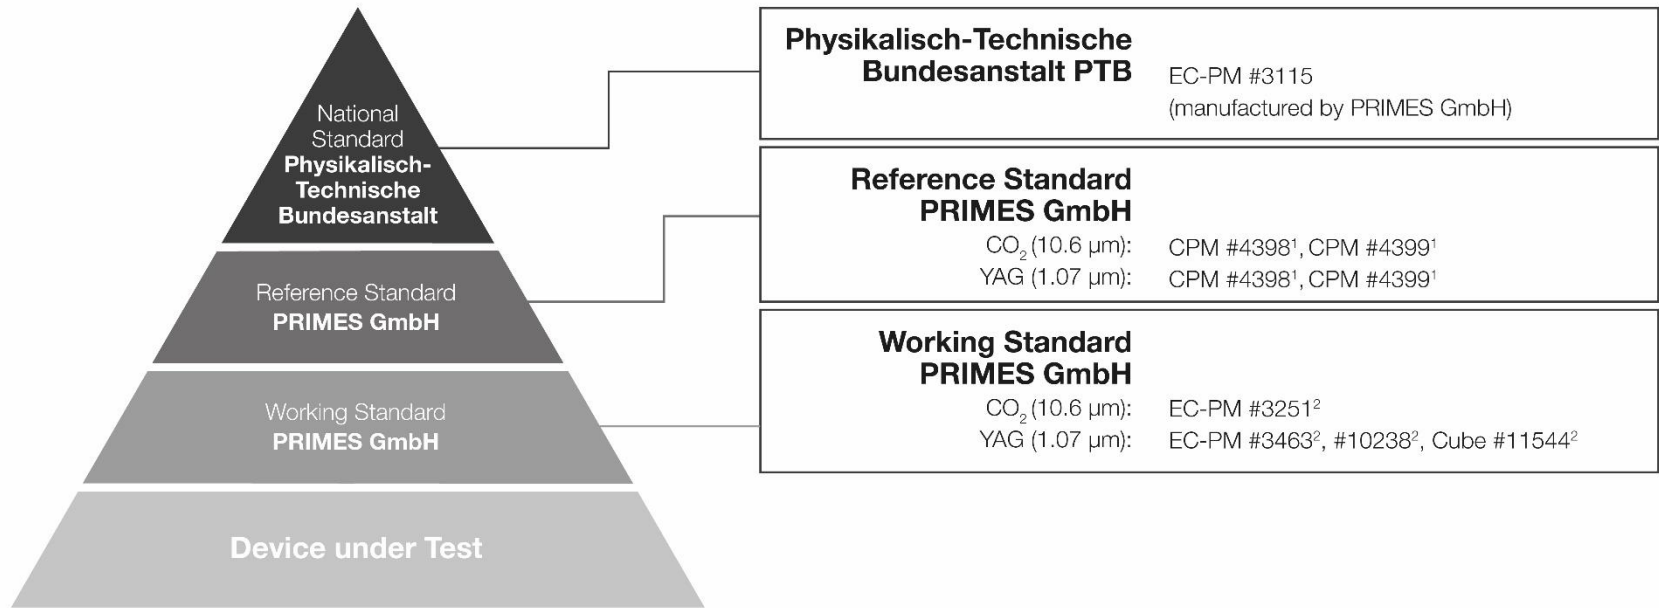 National
Standard
Physikalisch-
Technische
Bundesanstalt
Reference Standard
PRIMES GmbH
Working Standard
PRIMES GmbH
Device under Test
Physikalisch-Technische
Bundesanstalt PTB
EC-PM #3115
(manufactured by PRIMES GmbH)
Reference Standard
PRIMES GmbH
CO₂ (10.6 µm): CPM #4398¹, CPM #4399¹
YAG (1.07 µm): CPM #4398¹, CPM #4399¹
Working Standard
PRIMES GmbH
CO₂ (10.6 µm): EC-PM #3251²
YAG (1.07 µm): EC-PM #3463², #10238², Cube #11544²